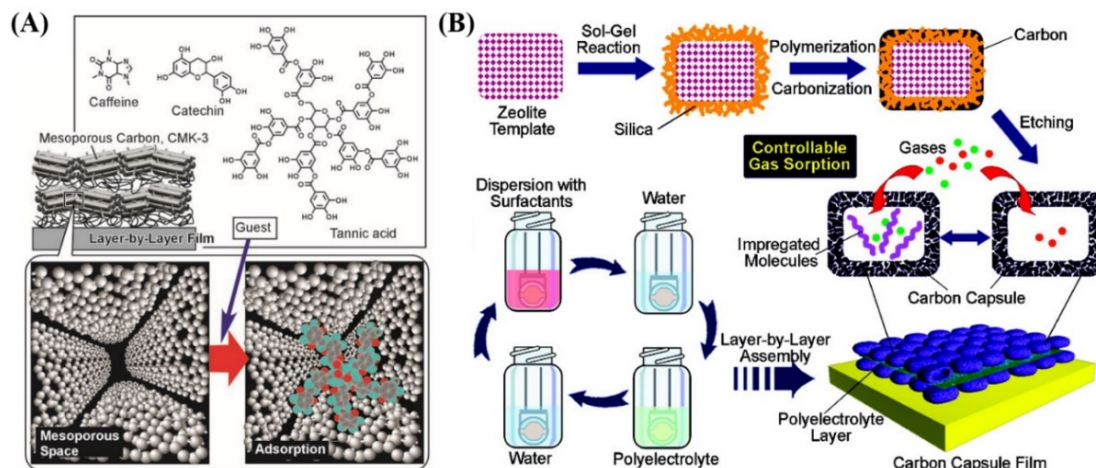 (A)
Caffeine
Catechin
Tannic acid
Mesoporous Carbon, CMK-3
Layer-by-Layer Film
Guest
Mesoporous
Space
Adsorption
(B)
Zeolite
Template
Sol-Gel
Reaction
Silica
Polymerization
Carbonization
Carbon
Etching
Controllable
Gas Sorption
Gases
Impregated
Molecules
Carbon Capsule
Dispersion with
Surfactants
Water
Water
Polyelectrolyte
Layer-by-Layer
Assembly
Polyelectrolyte
Layer
Carbon Capsule Film